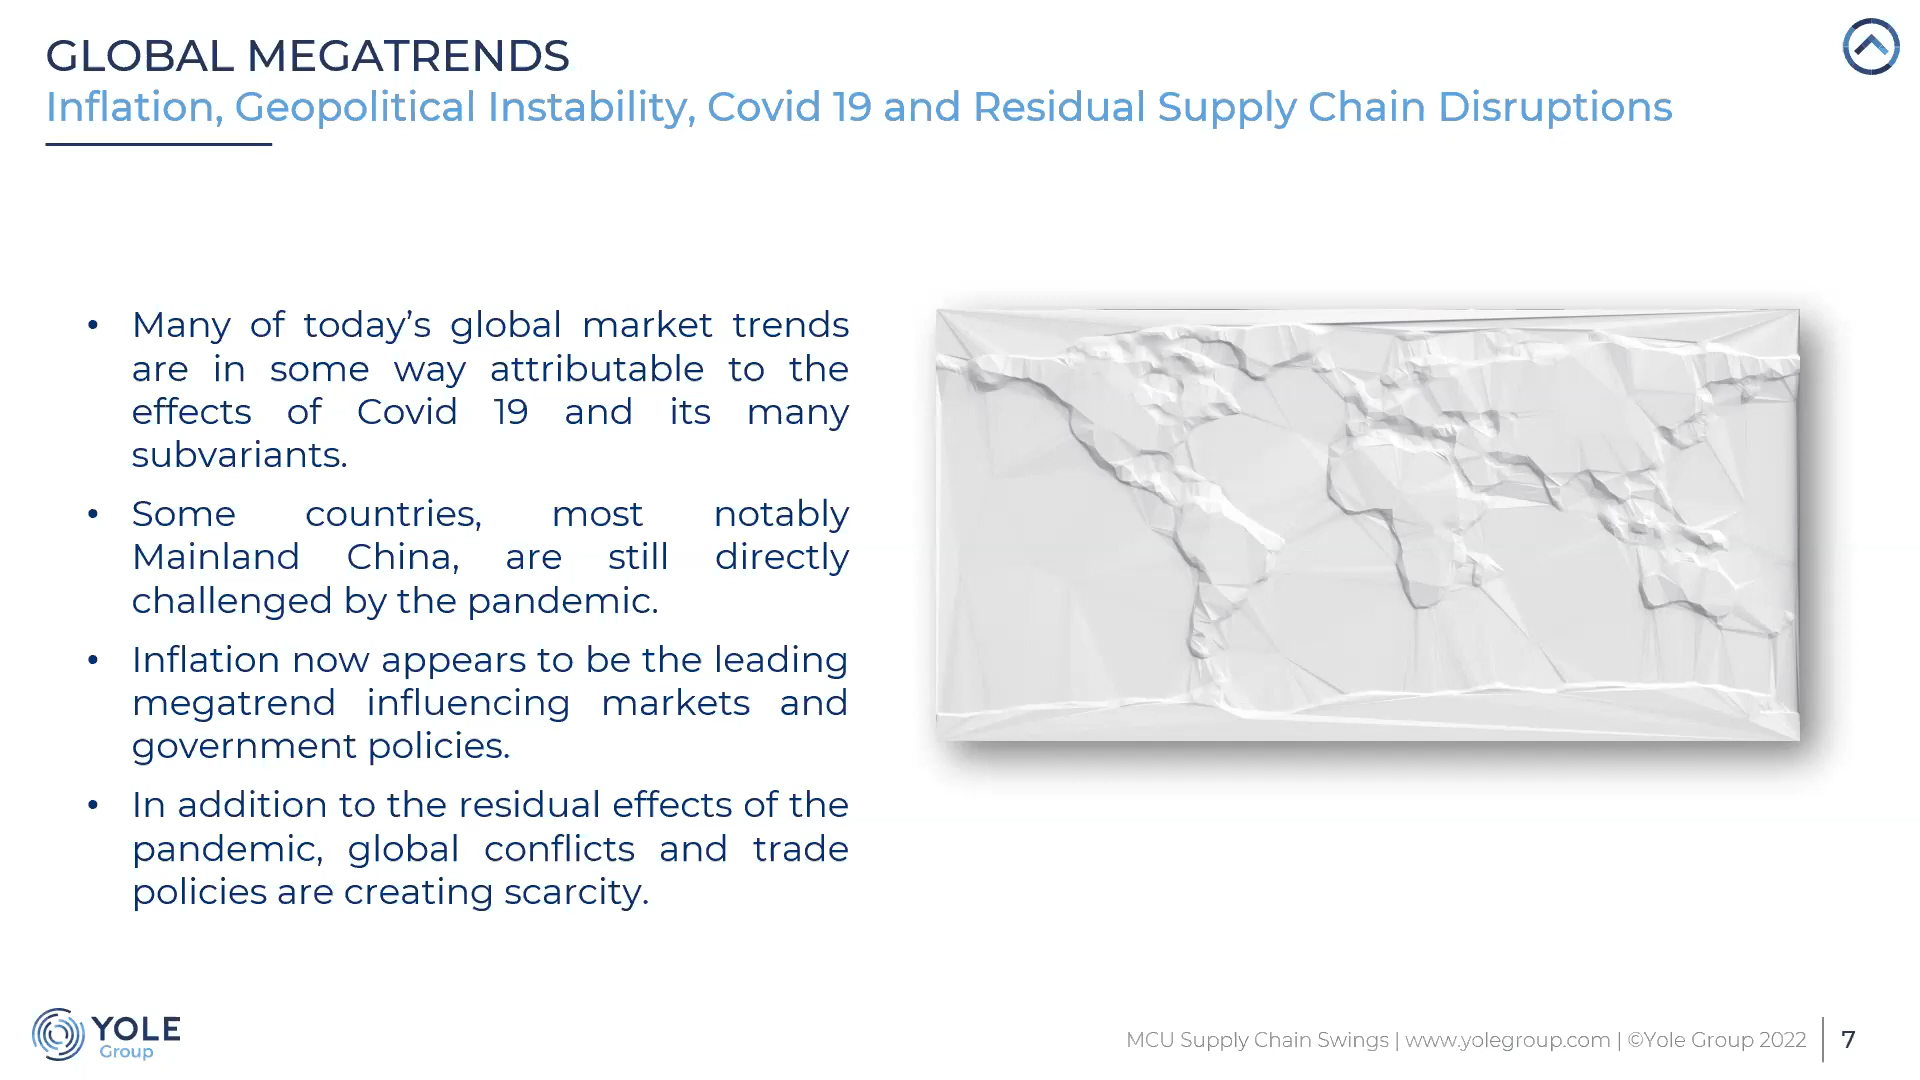 GLOBAL MEGATRENDS
Inflation, Geopolitical Instability, Covid 19 and Residual Supply Chain Disruptions
• Many of today’s global market trends
are in some way attributable to the
effects of Covid 19 and its many
subvariants.
• Some countries, most notably
Mainland China, are still directly
challenged by the pandemic.
• Inflation now appears to be the leading
megatrend influencing markets and
government policies.
• In addition to the residual effects of the
pandemic, global conflicts and trade
policies are creating scarcity.
YOLE
Group
MCU Supply Chain Swings | www.yolegroup.com | ©Yole Group 2022 | 7